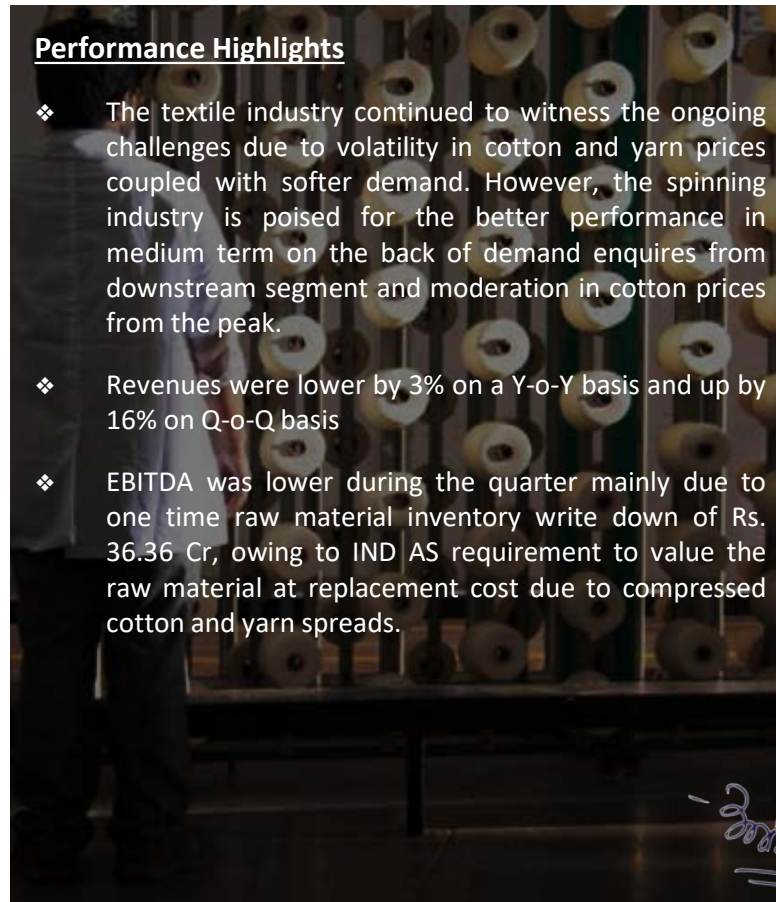 Performance Highlights
❖ The textile industry continued to witness the ongoing
challenges due to volatility in cotton and yarn prices
coupled with softer demand. However, the spinning
industry is poised for the better performance in
medium term on the back of demand enquires from
downstream segment and moderation in cotton prices
from the peak.
❖ Revenues were lower by 3% on a Y-o-Y basis and up by
16% on Q-o-Q basis
❖ EBITDA was lower during the quarter mainly due to
one time raw material inventory write down of Rs.
36.36 Cr, owing to IND AS requirement to value the
raw material at replacement cost due to compressed
cotton and yarn spreads.